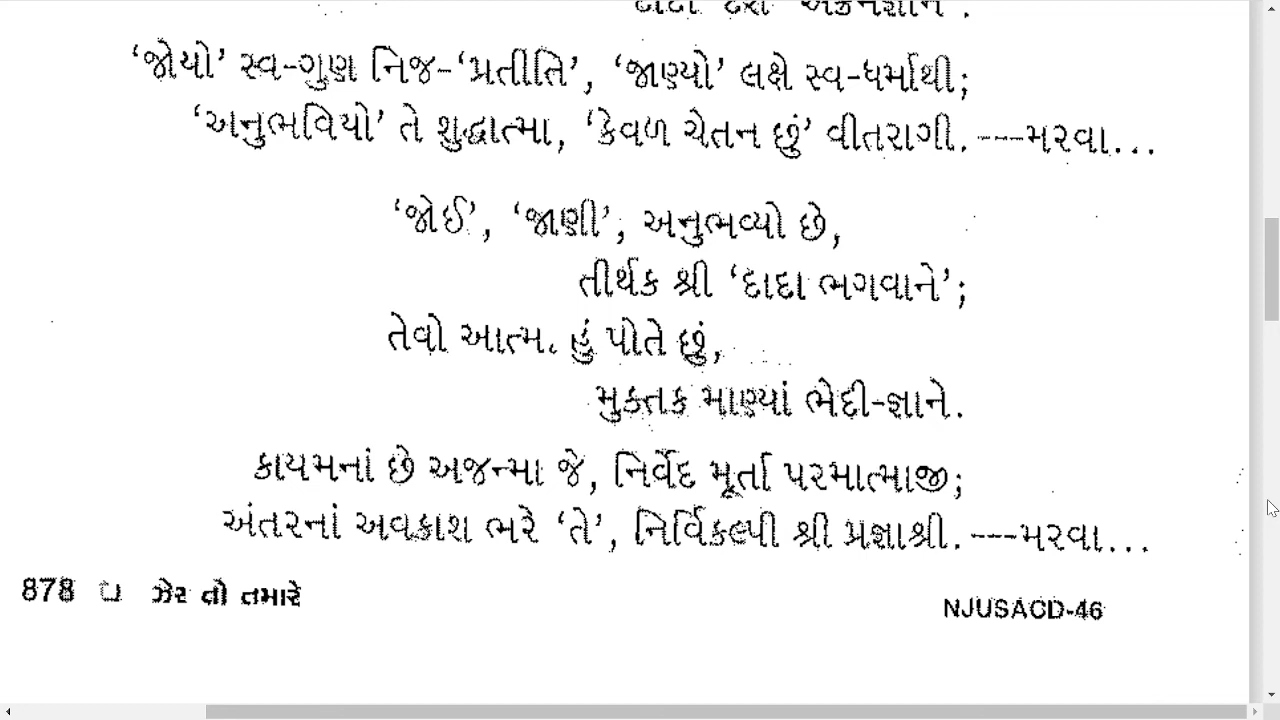 ‘જોયો’ સ્વ-ગુણ નિજ-‘પ્રતીતિ’, ‘જાણ્યો’ લક્ષે સ્વ-ધર્માથી;
‘અનુભવિયો’ તે શુદ્ધાત્મા, ‘કેવળ ચેતન છું’ વીતરાગી. ---મરવા...
‘જોઈ’, ‘જાણી’, અનુભવ્યો છે,
તીર્થક શ્રી ‘દાદા ભગવાને’;
તેવો હું પોતે છું,
મુક્તક માણ્યાં ભેદી-જ્ઞાને.
કાયમનાં છે અજન્મા જે, નિર્વેદ મૂર્તા પરમાત્માજી;
અંતરનાં અવકાશ ભરે ‘તે’, નિર્વિકલ્પી શ્રી પ્રજ્ઞાશ્રી. ---મરવા...
878 ઝેર તો તમારે
NJUSACD-46